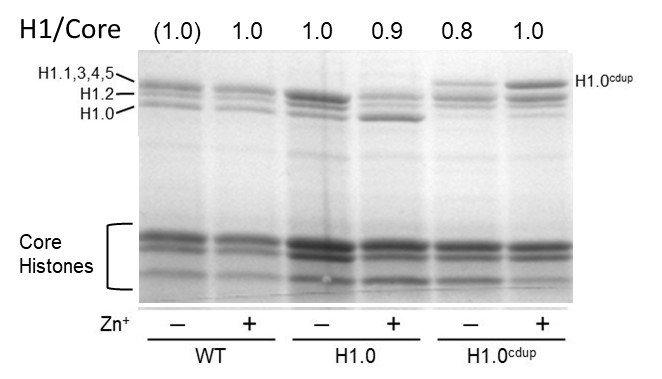 H1/Core (1.0) 1.0 1.0 0.9 0.8 1.0
H1.1,3,4,5
H1.2
H1.0
H1.0cdup
Core
Histones
Zn+ – + – + – +
WT H1.0 H1.0cdup